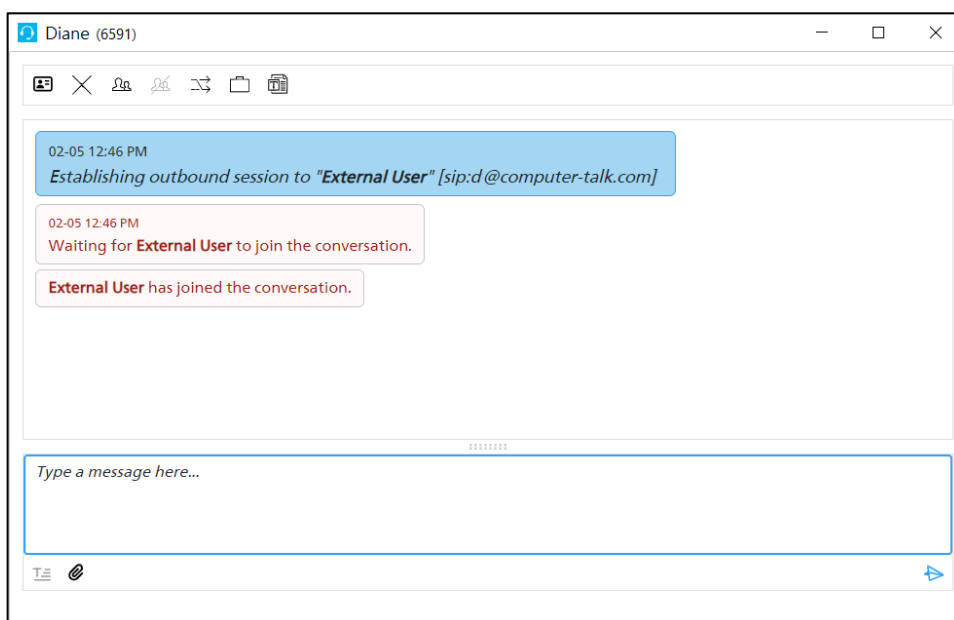 Diane (6591)
02-05 12:46 PM
Establishing outbound session to "External User" [sip:d@computer-talk.com]
02-05 12:46 PM
Waiting for External User to join the conversation.
External User has joined the conversation.
Type a message here...